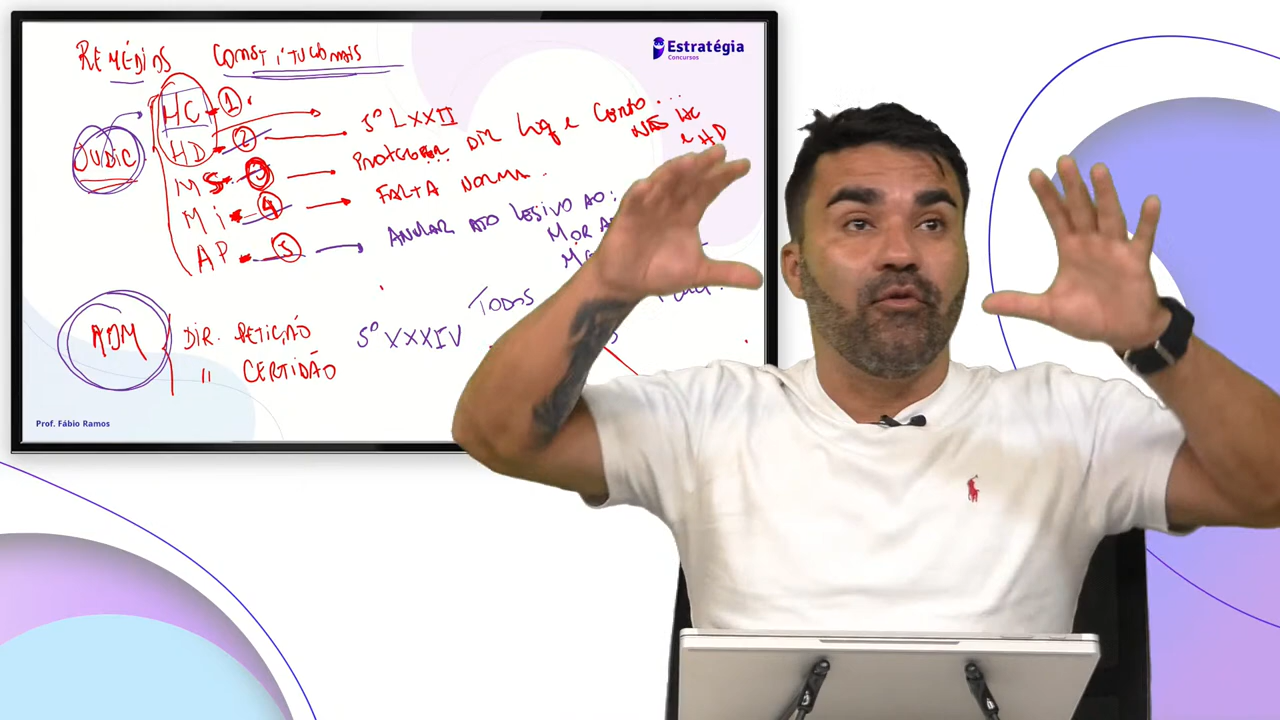 REMÉDIOS CONSTITUCIONAIS
Estratégia
Concursos
JUDIC
HC 1
HD 2 5º LXXII
MS 3 PROTEGER DIR LIQ e CERTO... NÃO HC e HD
Mi 4 FALTA NORMA
AP 5 ANULAR ATO LESIVO AO:
MOR A
TODOS
ADM DIR. PETIÇÃO 5º XXXIV
" CERTIDÃO
Prof. Fábio Ramos